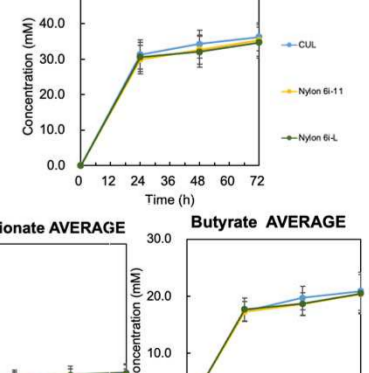 40.0
30.0
20.0
10.0
0.0
Concentration (mM)
0 12 24 36 48 60 72
Time (h)
CUL
Nylon 6i-11
Nylon 6i-L
ionate AVERAGE
Butyrate AVERAGE
30.0
20.0
10.0
oncentration (mM)